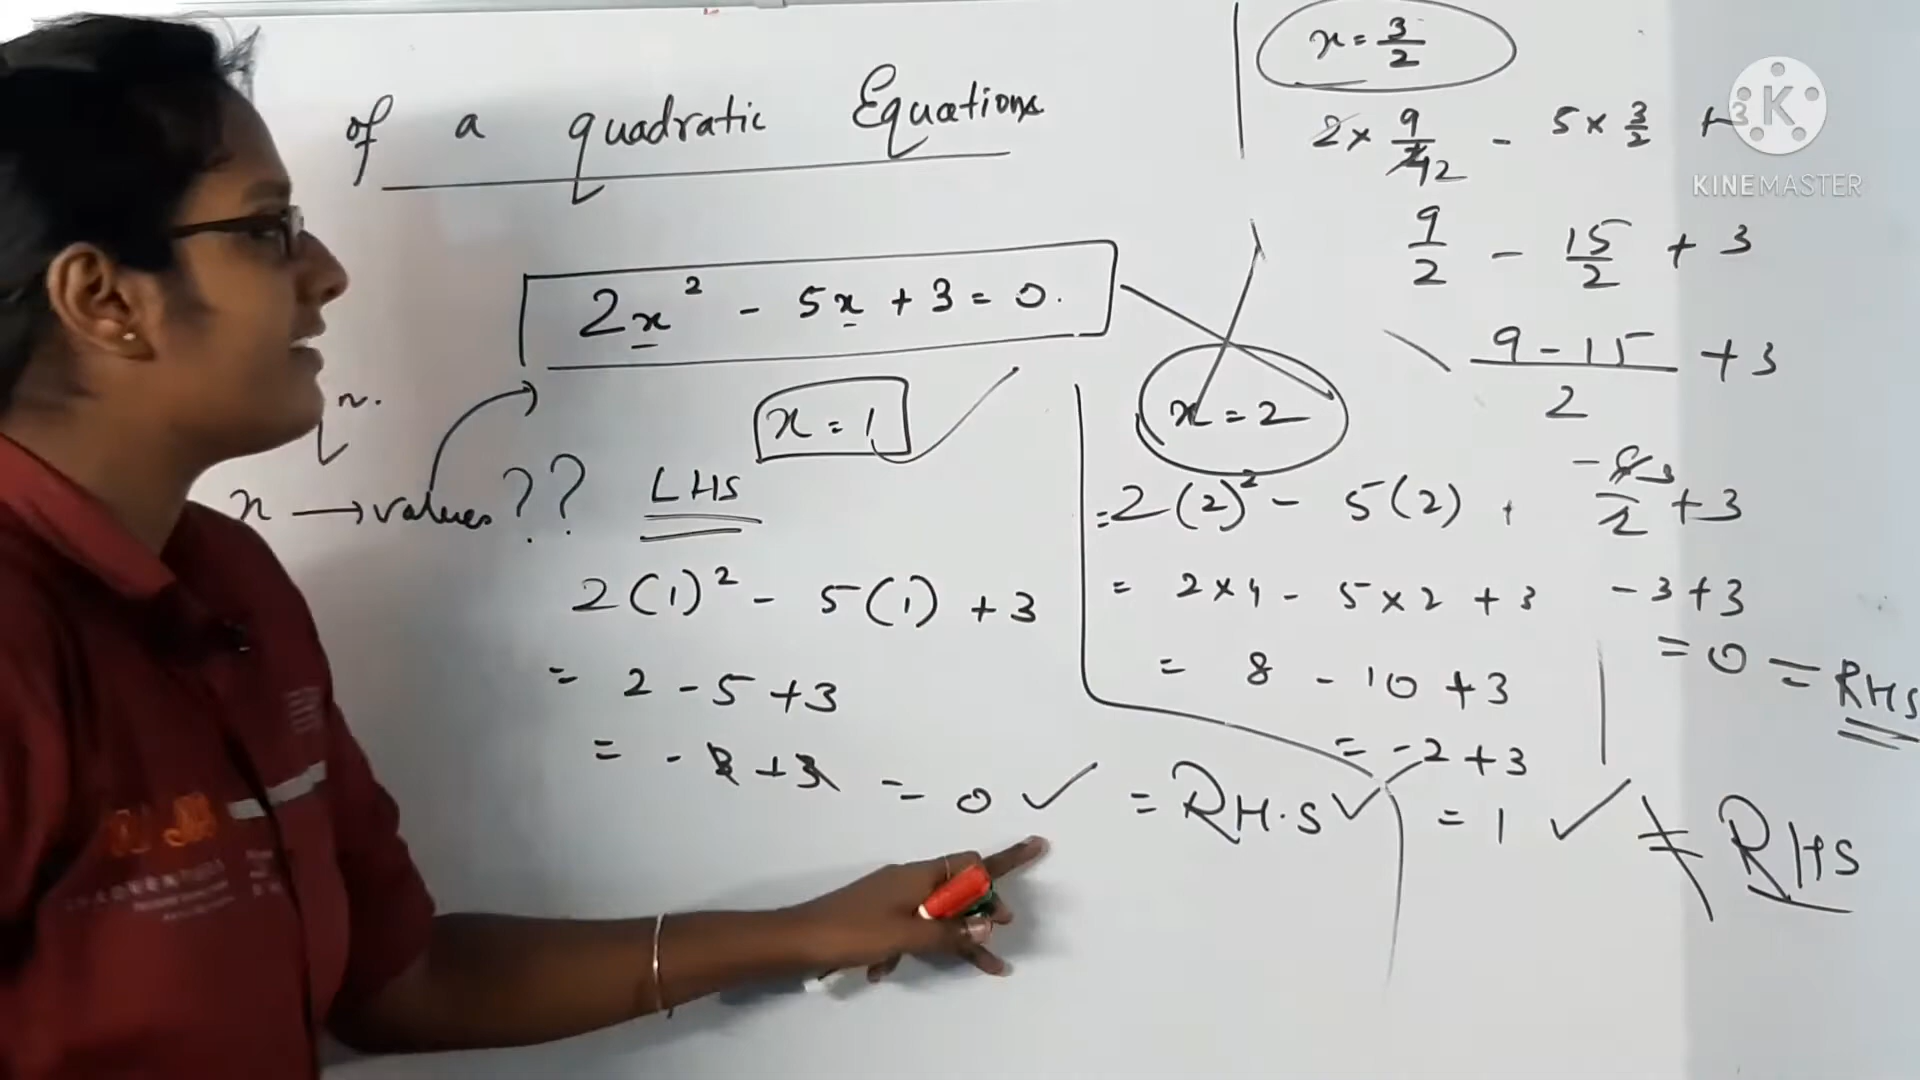 of a quadratic Equations
2x² - 5x + 3 = 0.
x → values ??
x = 1
LHS
2(1)² - 5(1) + 3
= 2 - 5 + 3
= - 3 + 3 = 0 ✓ = RH.S ✓
x = 2
= 2(2)² - 5(2) +
= 2×4 - 5×2 + 3
= 8 - 10 + 3
= -2 + 3
= 1 ✓ ≠ RHS
x = 3/2
2 × 9/4 2 - 5 × 3/2 + 3
9/2 - 15/2 + 3
9 - 15/2 + 3
-6 3/2 + 3
-3 + 3
= 0 = RHS
K
KINEMASTER